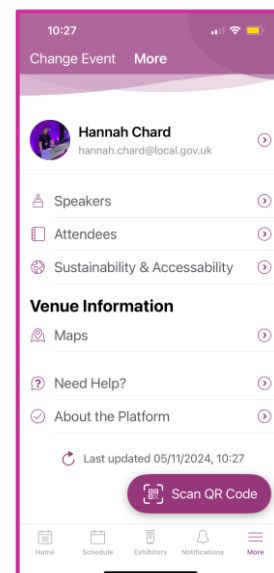 10:27
Change Event More
Hannah Chard
hannah.chard@local.gov.uk
Speakers
Attendees
Sustainability & Accessability
Venue Information
Maps
Need Help?
About the Platform
Last updated 05/11/2024, 10:27
Scan QR Code
Home Schedule Exhibitors Notifications More